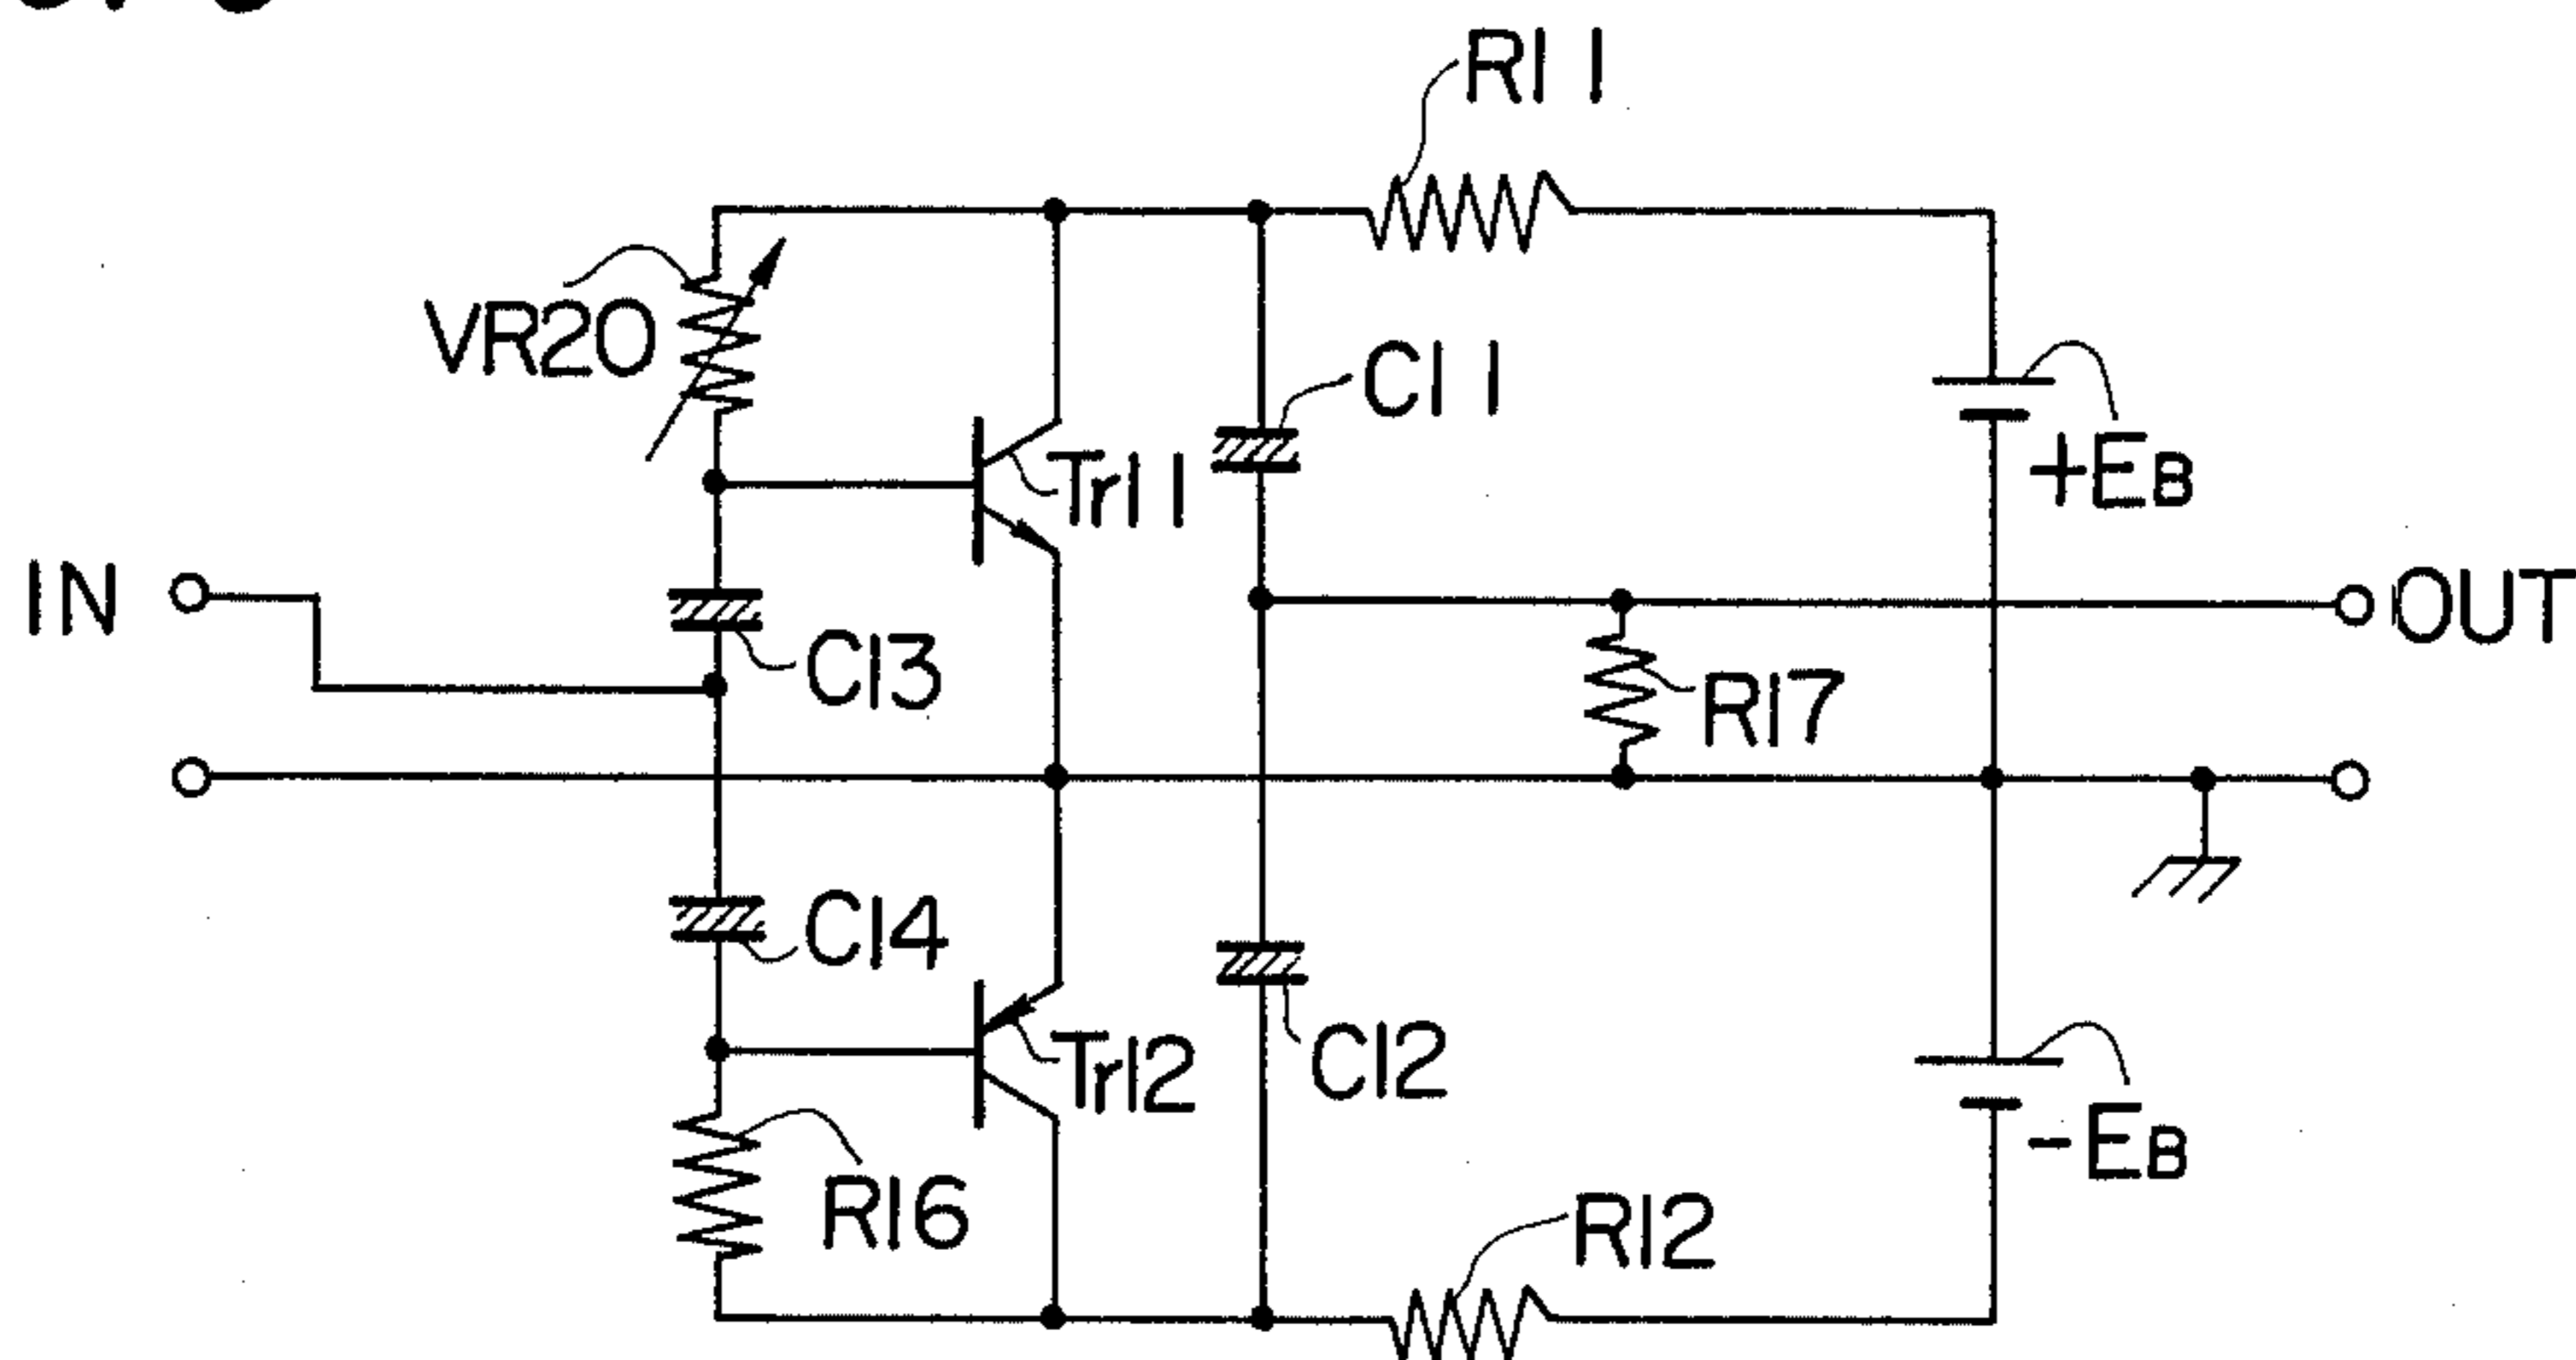 R11
VR20
C11
Tr11
+EB
IN
OUT
C13
R17
C14
Tr12
C12
-EB
R16
R12